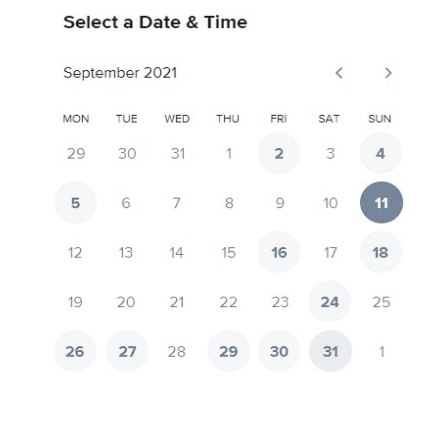 Select a Date & Time
September 2021
MON TUE WED THU FRI SAT SUN
29 30 31 1 2 3 4
5 6 7 8 9 10 11
12 13 14 15 16 17 18
19 20 21 22 23 24 25
26 27 28 29 30 31 1